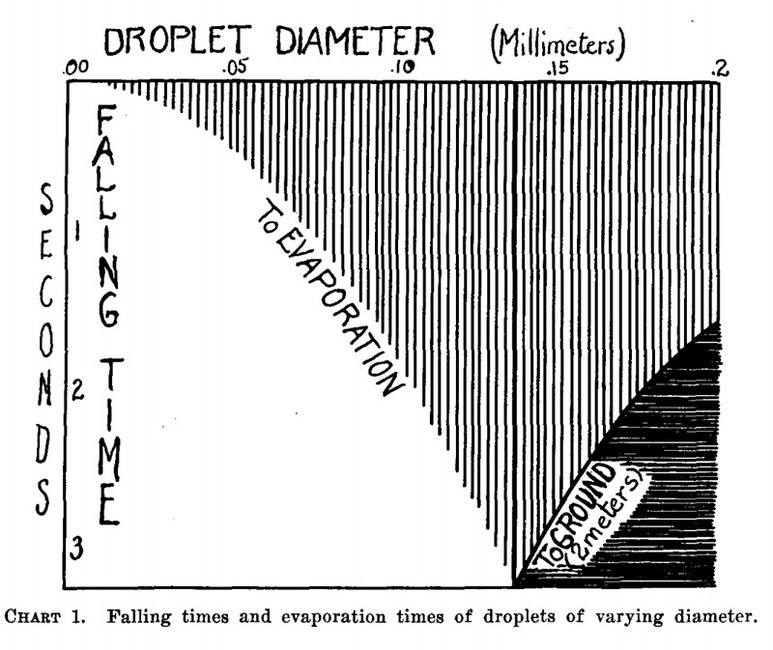 DROPLET DIAMETER (Millimeters)
.00 .05 .10 .15 .2
FALLING TIME
SECONDS
1
2
3
To EVAPORATION
To GROUND
(2 meters)
CHART 1. Falling times and evaporation times of droplets of varying diameter.